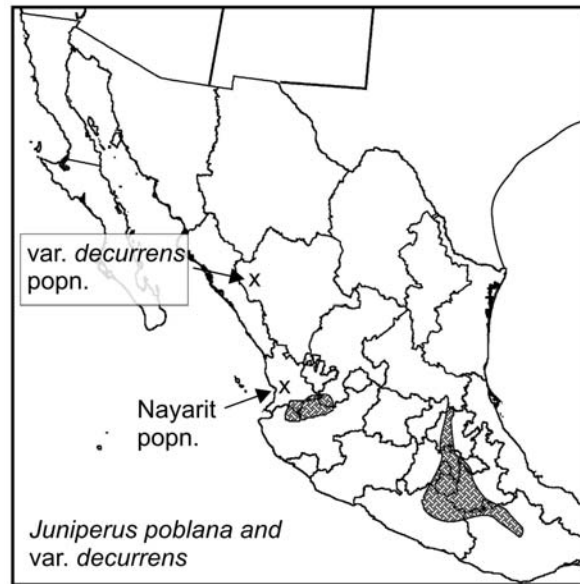 var. decurrens
popn.
x
Nayarit
popn.
x
Juniperus poblana and
var. decurrens